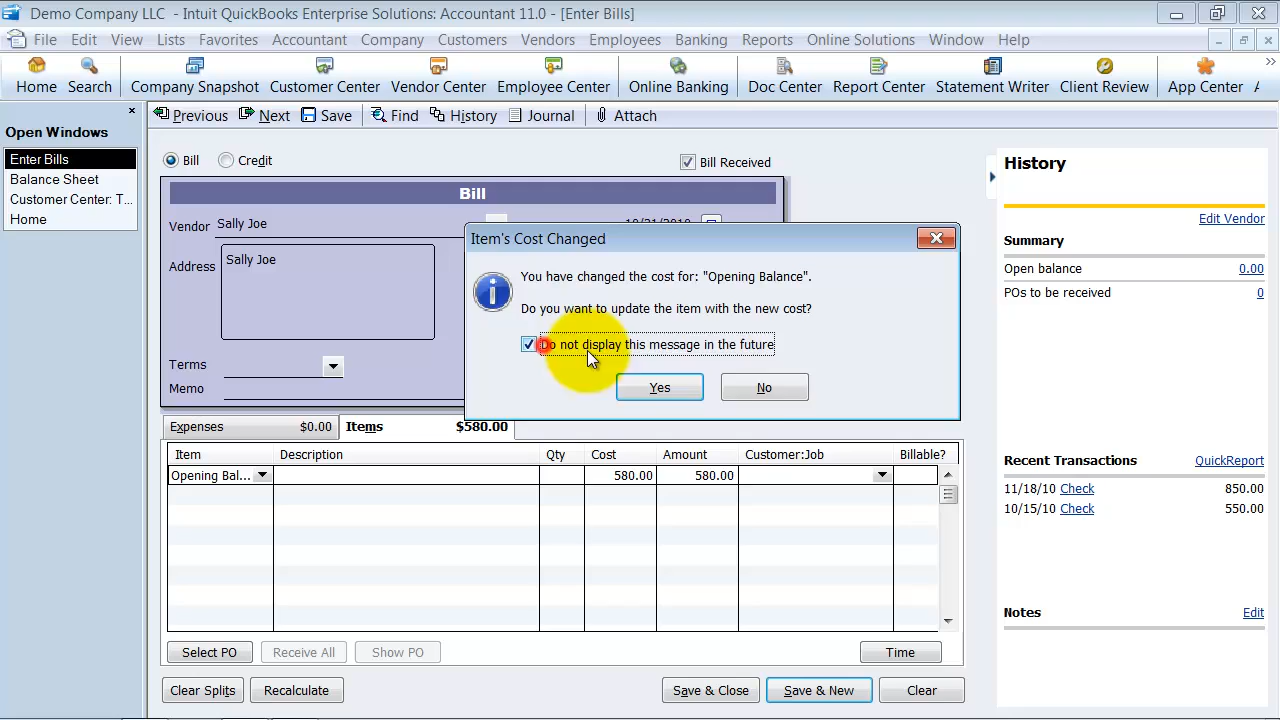 Demo Company LLC - Intuit QuickBooks Enterprise Solutions: Accountant 11.0 - [Enter Bills]
File Edit View Lists Favorites Accountant Company Customers Vendors Employees Banking Reports Online Solutions Window Help
Home Search Company Snapshot Customer Center Vendor Center Employee Center Online Banking Doc Center Report Center Statement Writer Client Review App Center
Open Windows
Enter Bills
Balance Sheet
Customer Center: T...
Home
Previous Next Save Find History Journal Attach
Bill Credit Bill Received
Bill
Vendor Sally Joe
Address Sally Joe
Terms
Memo
Item's Cost Changed
You have changed the cost for: "Opening Balance".
Do you want to update the item with the new cost?
Do not display this message in the future
Yes No
Expenses $0.00 Items $580.00
Item Description Qty Cost Amount Customer:Job Billable?
Opening Bal... 580.00 580.00
Select PO Receive All Show PO Time
Clear Splits Recalculate Save & Close Save & New Clear
History
Edit Vendor
Summary
Open balance 0.00
POs to be received 0
Recent Transactions QuickReport
11/18/10 Check 850.00
10/15/10 Check 550.00
Notes Edit